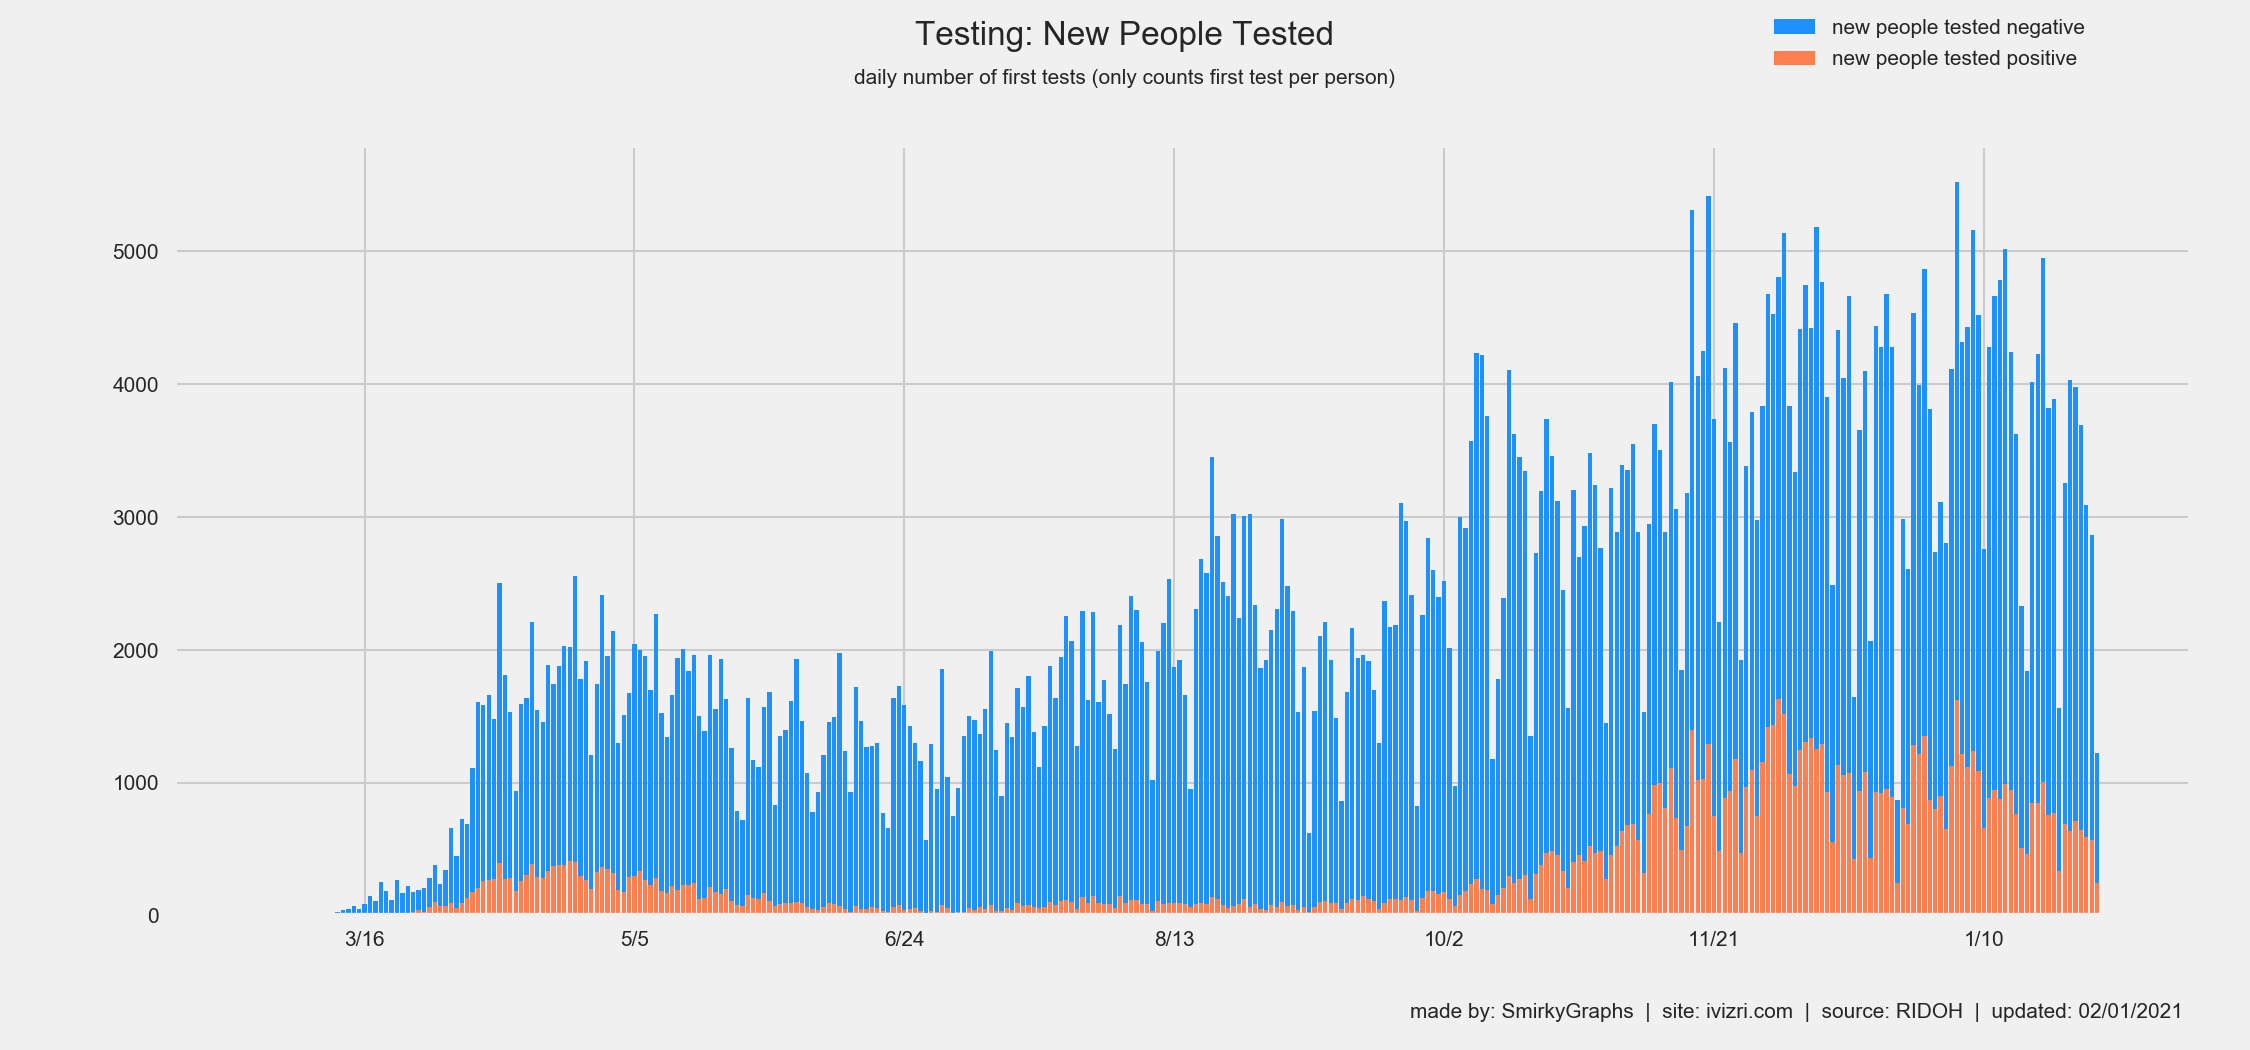 Testing: New People Tested
daily number of first tests (only counts first test per person)
new people tested negative
new people tested positive
5000
4000
3000
2000
1000
0
3/16 5/5 6/24 8/13 10/2 11/21 1/10
made by: SmirkyGraphs | site: ivizri.com | source: RIDOH | updated: 02/01/2021